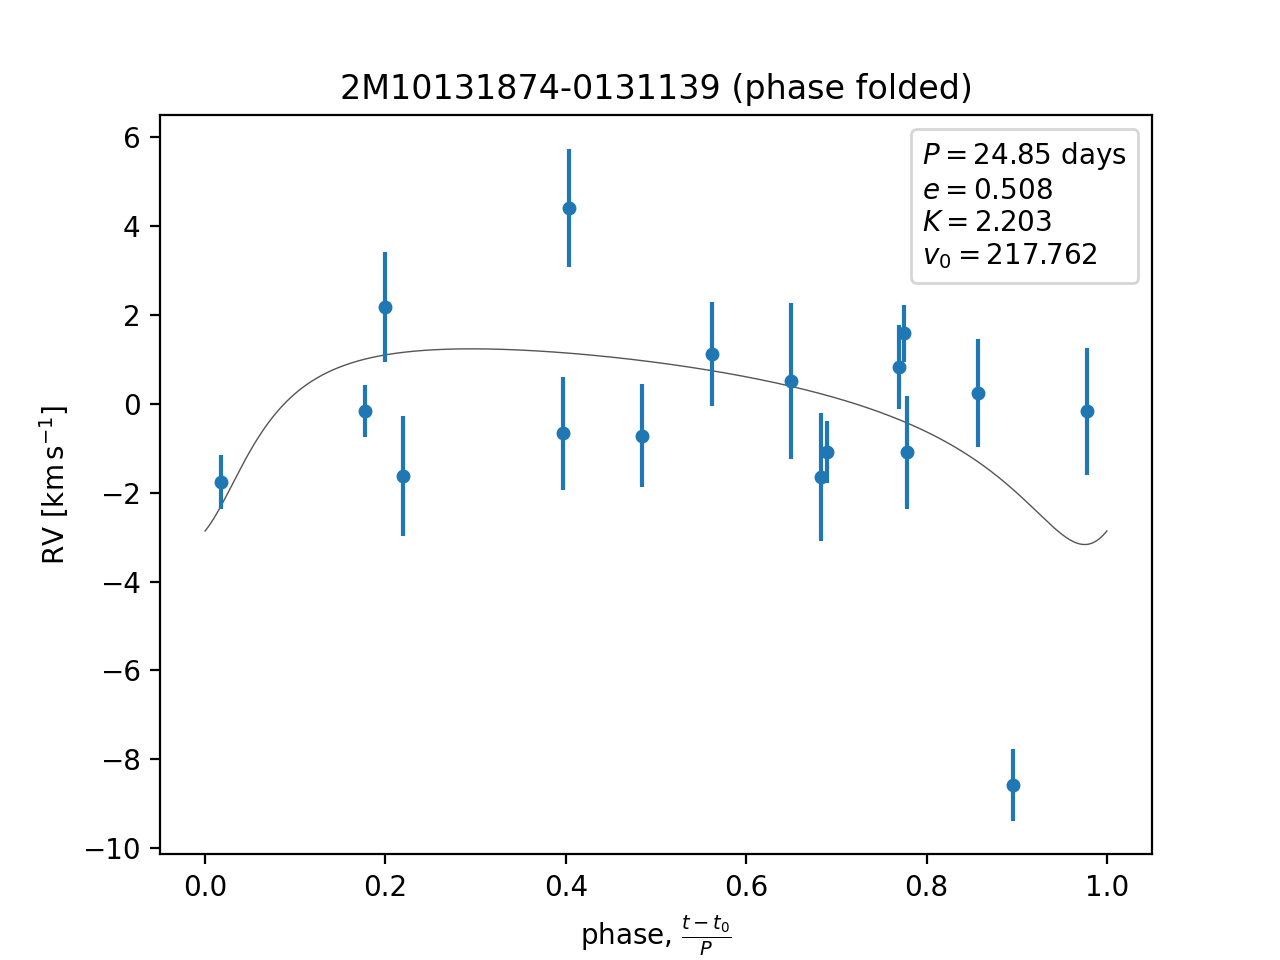 2M10131874-0131139 (phase folded)
P = 24.85 days
e = 0.508
K = 2.203
v₀ = 217.762
6
4
2
0
−2
−4
−6
−8
−10
RV [km s⁻¹]
0.0 0.2 0.4 0.6 0.8 1.0
phase, (t − t₀)/P